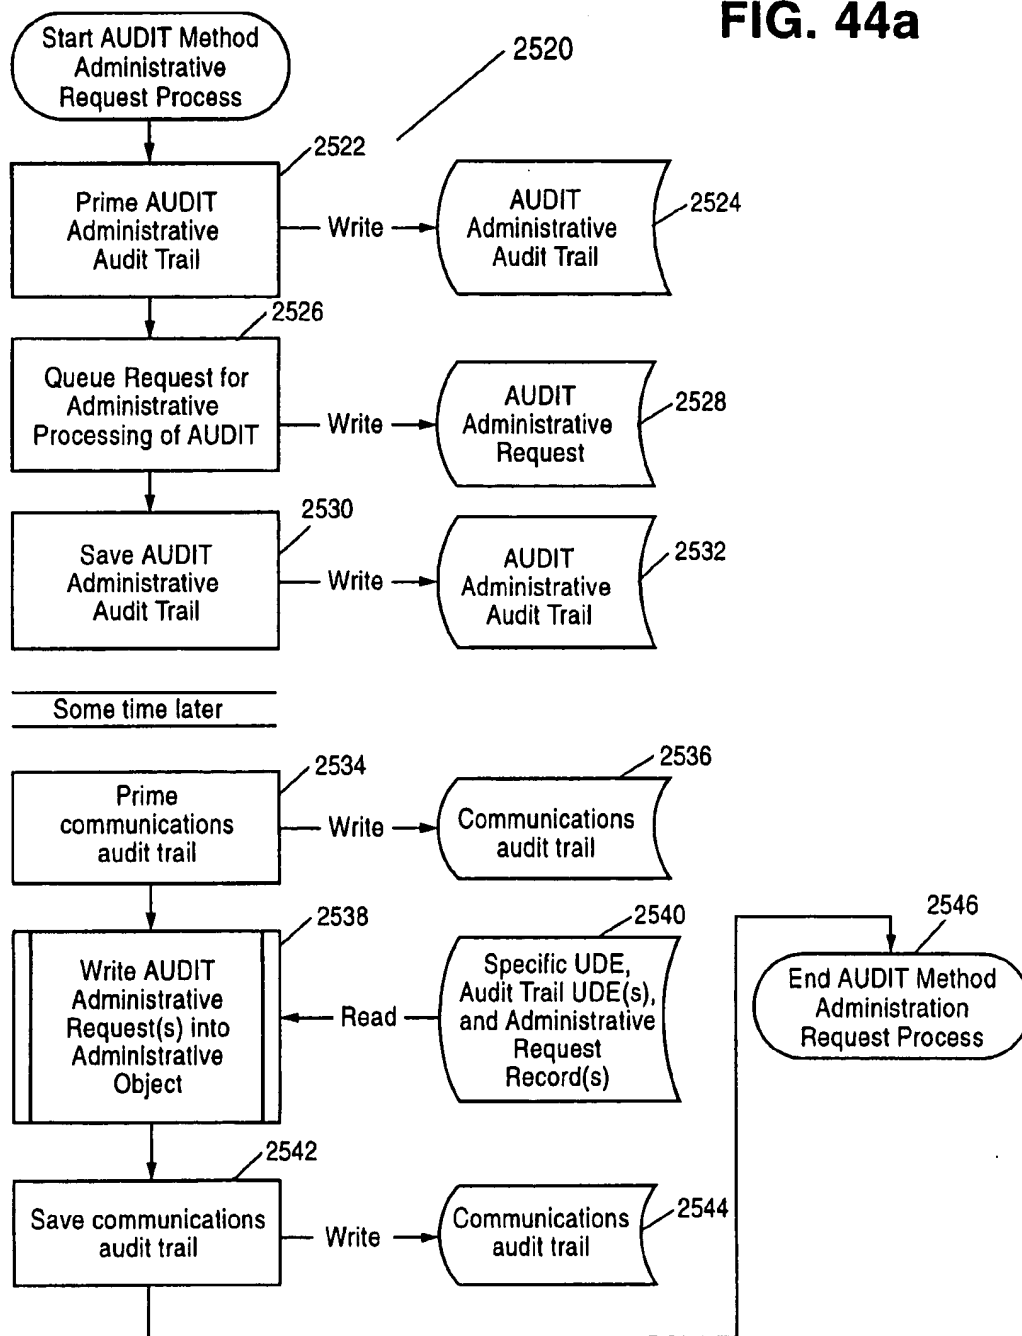 FIG. 44a
Start AUDIT Method
Administrative
Request Process
2520
2522
Prime AUDIT
Administrative
Audit Trail
Write
AUDIT
Administrative
Audit Trail
2524
2526
Queue Request for
Administrative
Processing of AUDIT
Write
AUDIT
Administrative
Request
2528
2530
Save AUDIT
Administrative
Audit Trail
Write
AUDIT
Administrative
Audit Trail
2532
Some time later
2534
Prime
communications
audit trail
Write
Communications
audit trail
2536
2538
Write AUDIT
Administrative
Request(s) into
Administrative
Object
Read
Specific UDE,
Audit Trail UDE(s),
and Administrative
Request
Record(s)
2540
2542
Save communications
audit trail
Write
Communications
audit trail
2544
2546
End AUDIT Method
Administration
Request Process